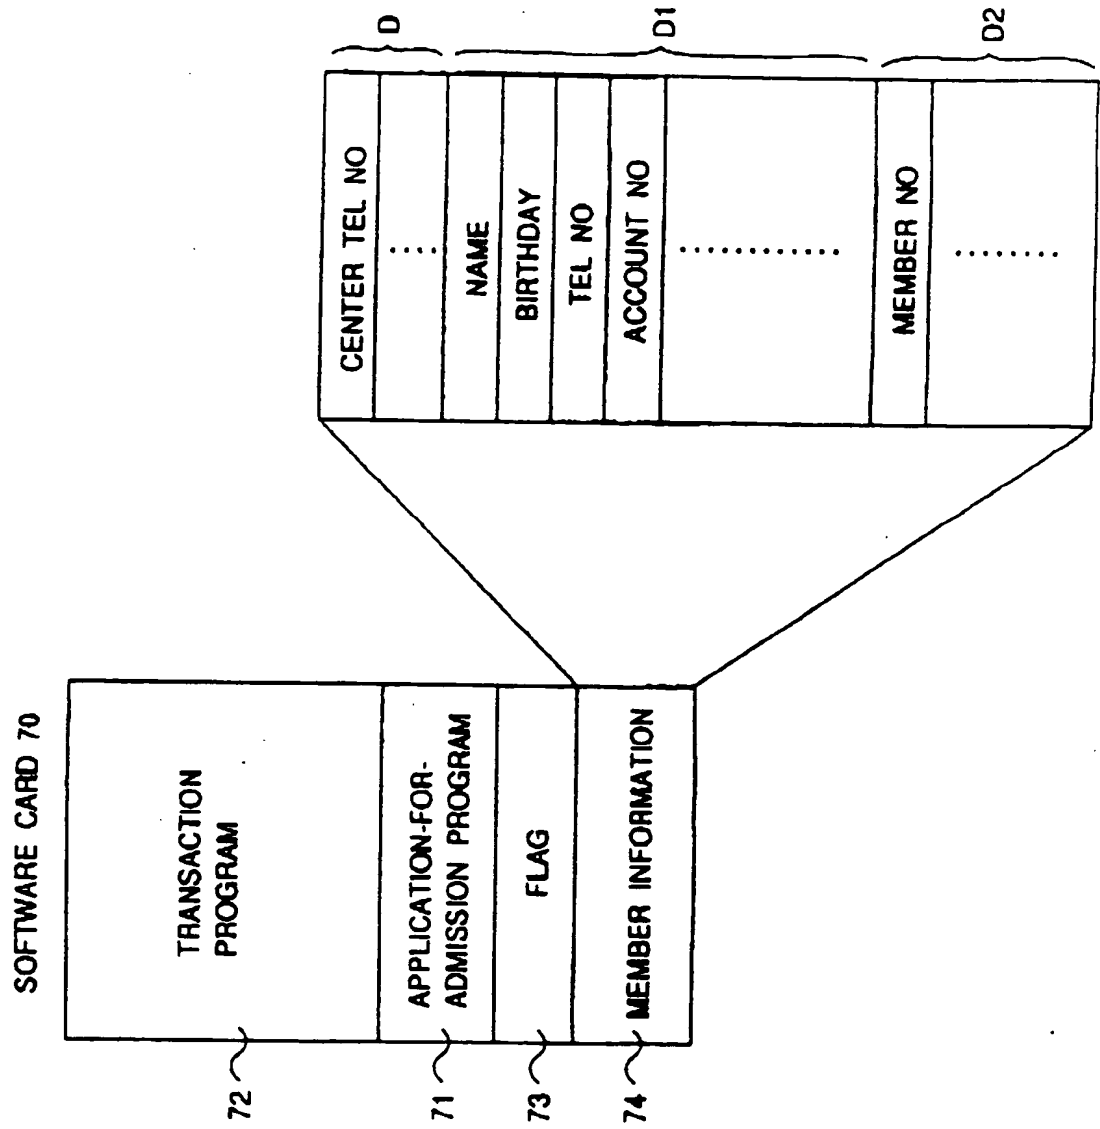 SOFTWARE CARD 70
72
TRANSACTION
PROGRAM
71
APPLICATION-FOR-
ADMISSION PROGRAM
73
FLAG
74
MEMBER INFORMATION
CENTER TEL NO
.....
D
NAME
BIRTHDAY
TEL NO
ACCOUNT NO
............
D1
MEMBER NO
........
D2